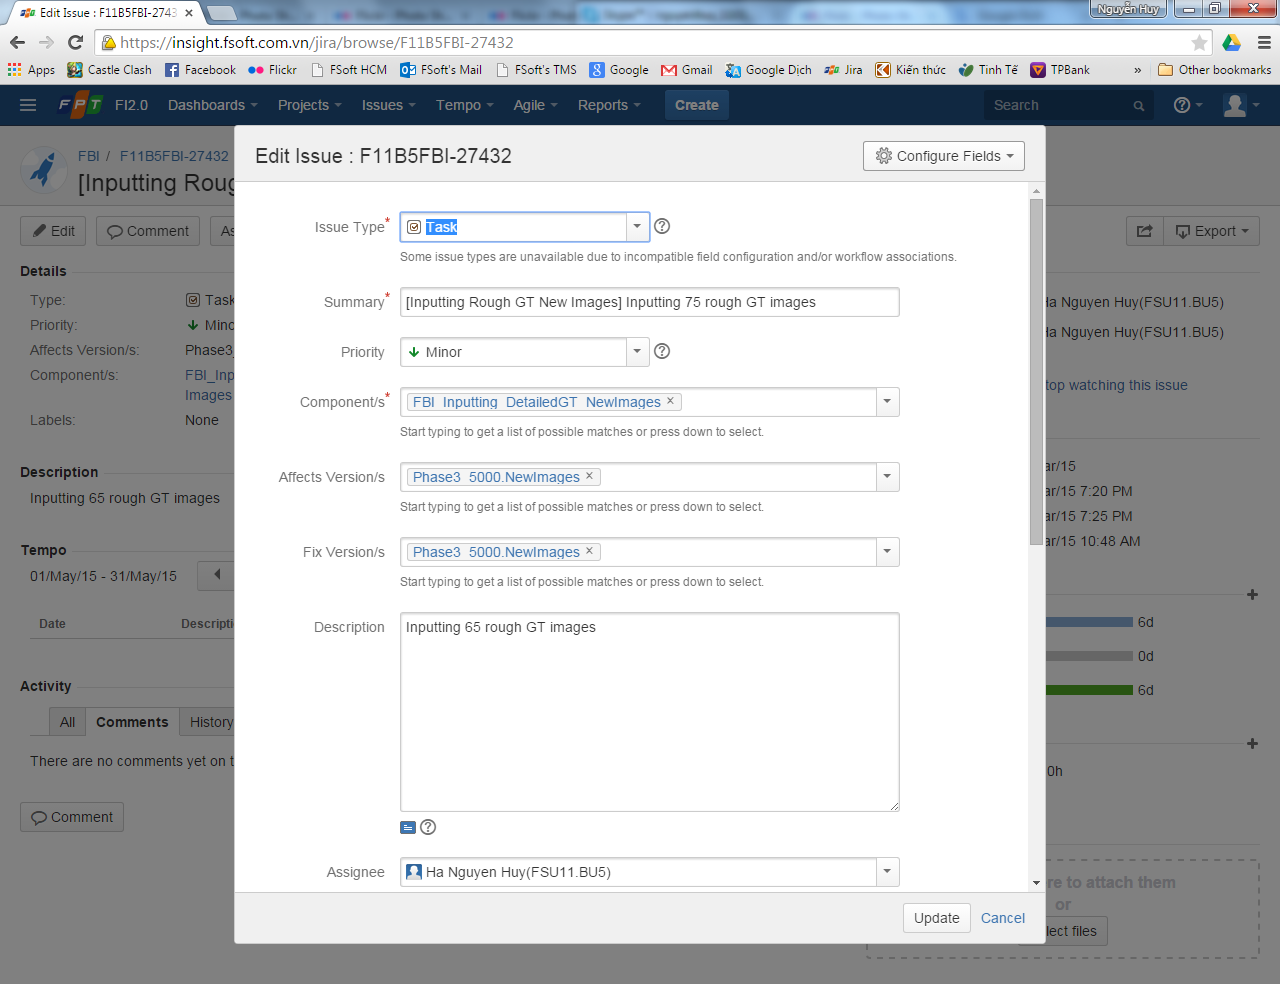 Edit Issue : F11B5FBI-2743
Nguyễn Huy
https://insight.fsoft.com.vn/jira/browse/F11B5FBI-27432
Apps Castle Clash Facebook Flickr FSoft HCM FSoft's Mail FSoft's TMS Google Gmail Google Dịch Jira Kiến thức Tinh Tế TPBank » Other bookmarks
FPT FI2.0 Dashboards Projects Issues Tempo Agile Reports Create Search
FBI / F11B5FBI-27432
[Inputting Roug
Edit Comment As
Export
Edit Issue : F11B5FBI-27432
Configure Fields
Details
Type: Task
Priority: Mino
Affects Version/s: Phase3_
Component/s: FBI_Inp
Images
Labels: None
Description
Inputting 65 rough GT images
Tempo
01/May/15 - 31/May/15
Date Descripti
Activity
All Comments History
There are no comments yet on t
Comment
Issue Type* Task
Some issue types are unavailable due to incompatible field configuration and/or workflow associations.
Summary* [Inputting Rough GT New Images] Inputting 75 rough GT images
Priority Minor
Component/s* FBI_Inputting_DetailedGT_NewImages ×
Start typing to get a list of possible matches or press down to select.
Affects Version/s Phase3_5000.NewImages ×
Start typing to get a list of possible matches or press down to select.
Fix Version/s Phase3_5000.NewImages ×
Start typing to get a list of possible matches or press down to select.
Description Inputting 65 rough GT images
Assignee Ha Nguyen Huy(FSU11.BU5)
Update Cancel
Ha Nguyen Huy(FSU11.BU5)
Ha Nguyen Huy(FSU11.BU5)
top watching this issue
ar/15
ar/15 7:20 PM
ar/15 7:25 PM
ar/15 10:48 AM
6d
0d
6d
0h
re to attach them
or
lect files